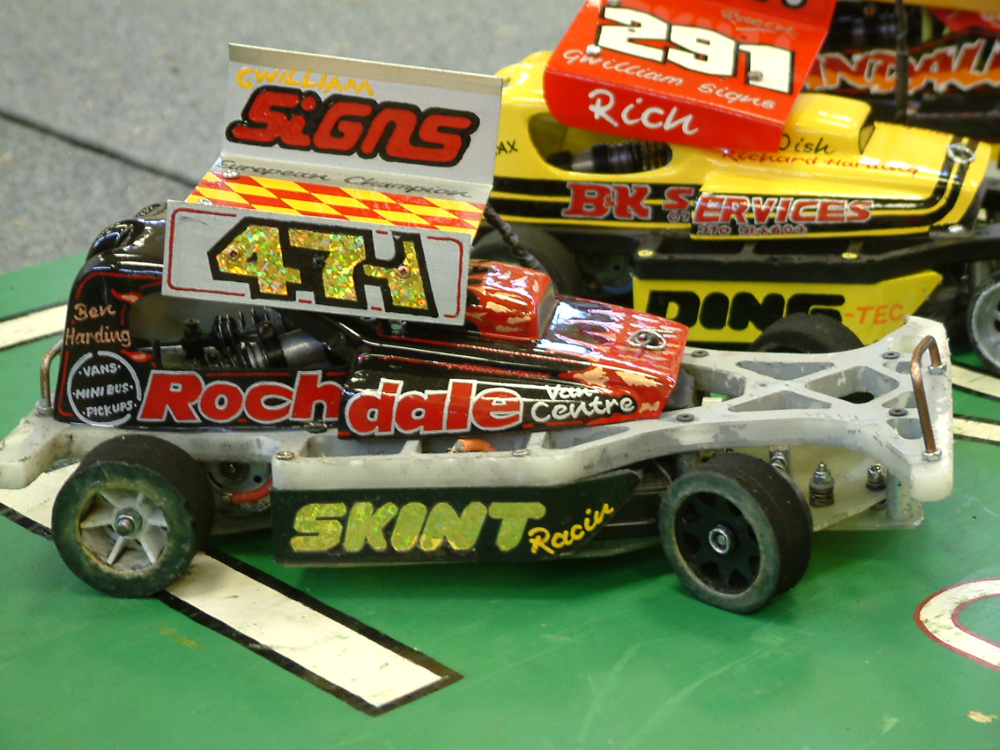 GWILLIAM
SiGNS
European Champion
471
Ben
Harding
VANS
MINI BUS
PICKUPS
Rochdale
Van
Centre
SKINT
Racin
Racin
291
Gwilliam Signs
Rich
Dish
Richard Harding
B&K SERVICES
DING-TEC